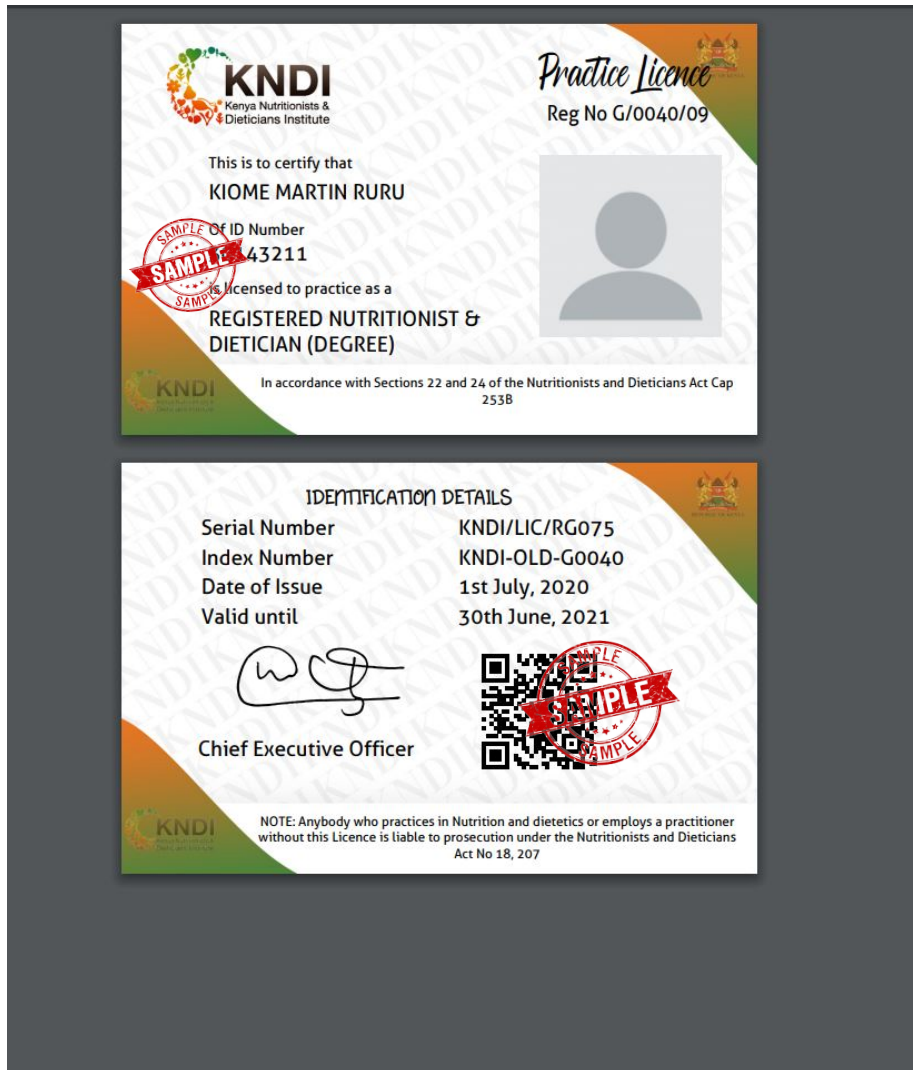 KNDI
Kenya Nutritionists &
Dieticians Institute
Practice Licence
Reg No G/0040/09
This is to certify that
KIOME MARTIN RURU
Of ID Number
43211
is licensed to practice as a
REGISTERED NUTRITIONIST &
DIETICIAN (DEGREE)
SAMPLE
SAMPLE
SAMPLE
In accordance with Sections 22 and 24 of the Nutritionists and Dieticians Act Cap
253B
KNDI
IDENTIFICATION DETAILS
Serial Number KNDI/LIC/RG075
Index Number KNDI-OLD-G0040
Date of Issue 1st July, 2020
Valid until 30th June, 2021
SAMPLE
SAMPLE
SAMPLE
Chief Executive Officer
KNDI
NOTE: Anybody who practices in Nutrition and dietetics or employs a practitioner
without this Licence is liable to prosecution under the Nutritionists and Dieticians
Act No 18, 207